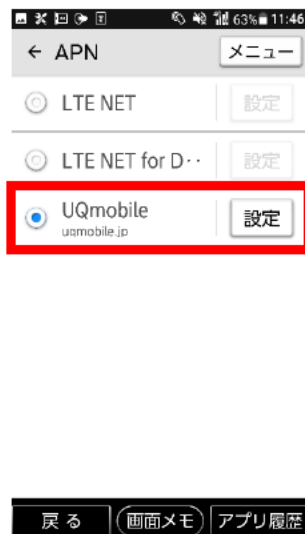 63% 11:46
← APN
メニュー
LTE NET
設定
LTE NET for D‥
設定
UQmobile
uqmobile.jp
設定
戻る
画面メモ
アプリ履歴